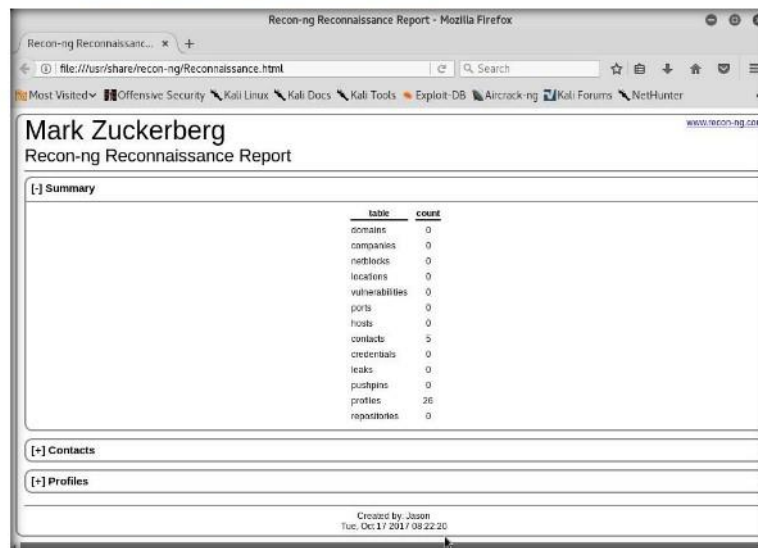 Recon-ng Reconnaissance Report - Mozilla Firefox
Recon-ng Reconnaissanc... × +
file:///usr/share/recon-ng/Reconnaissance.html Search
Most Visited Offensive Security Kali Linux Kali Docs Kali Tools Exploit-DB Aircrack-ng Kali Forums NetHunter
Mark Zuckerberg www.recon-ng.com
Recon-ng Reconnaissance Report
[-] Summary
table count
domains 0
companies 0
netblocks 0
locations 0
vulnerabilities 0
ports 0
hosts 0
contacts 5
credentials 0
leaks 0
pushpins 0
profiles 26
repositories 0
[+] Contacts
[+] Profiles
Created by: Jason
Tue, Oct 17 2017 08:22:20